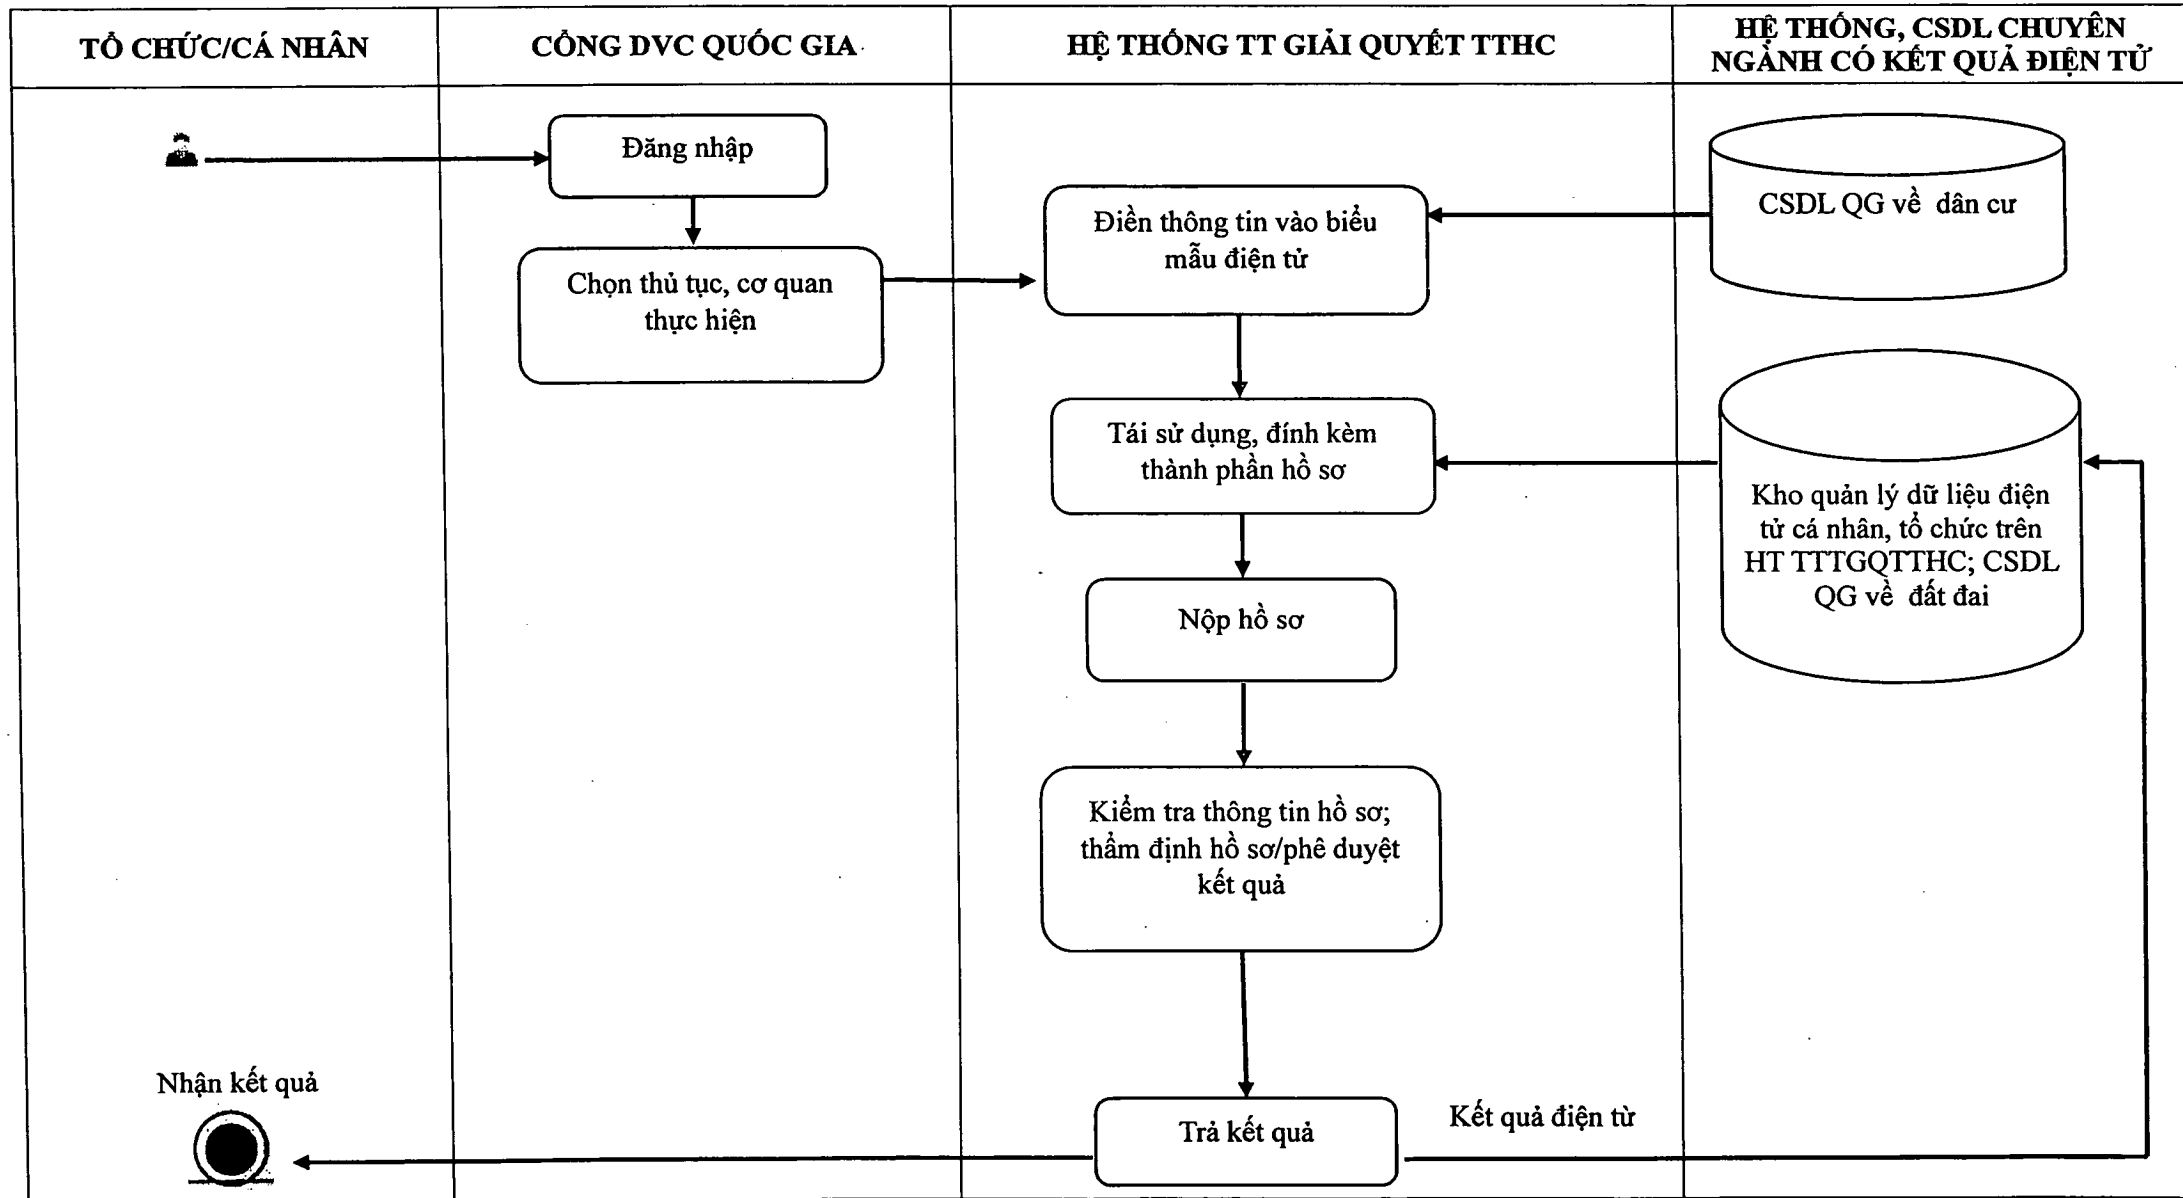 TỔ CHỨC/CÁ NHÂN
CỔNG DVC QUỐC GIA
HỆ THỐNG TT GIẢI QUYẾT TTHC
HỆ THỐNG, CSDL CHUYÊN
NGÀNH CÓ KẾT QUẢ ĐIỆN TỬ
Đăng nhập
Chọn thủ tục, cơ quan
thực hiện
Điền thông tin vào biểu
mẫu điện tử
CSDL QG về dân cư
Tái sử dụng, đính kèm
thành phần hồ sơ
Kho quản lý dữ liệu điện
tử cá nhân, tổ chức trên
HT TTTGQTTHC; CSDL
QG về đất đai
Nộp hồ sơ
Kiểm tra thông tin hồ sơ;
thẩm định hồ sơ/phê duyệt
kết quả
Nhận kết quả
Trả kết quả
Kết quả điện từ